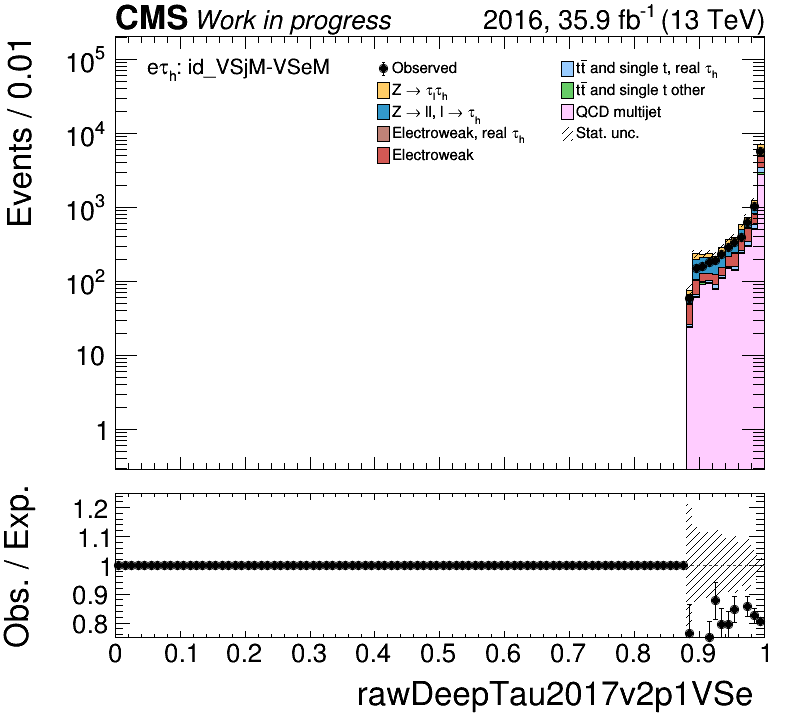 CMS Work in progress 2016, 35.9 fb⁻¹ (13 TeV)
eτh: id_VSjM-VSeM
Observed
Z → τlτh
Z → ll, l → τh
Electroweak, real τh
Electroweak
tt̄ and single t, real τh
tt̄ and single t other
QCD multijet
Stat. unc.
Events / 0.01
10⁵
10⁴
10³
10²
10
1
Obs. / Exp.
1.2
1.1
1
0.9
0.8
0 0.1 0.2 0.3 0.4 0.5 0.6 0.7 0.8 0.9 1
rawDeepTau2017v2p1VSe